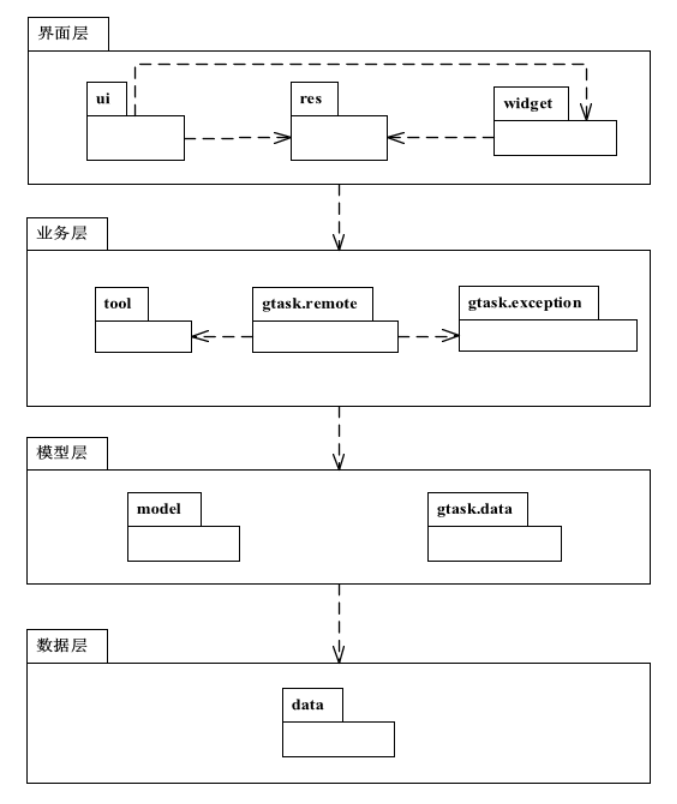 界面层
ui
res
widget
业务层
tool
gtask.remote
gtask.exception
模型层
model
gtask.data
数据层
data